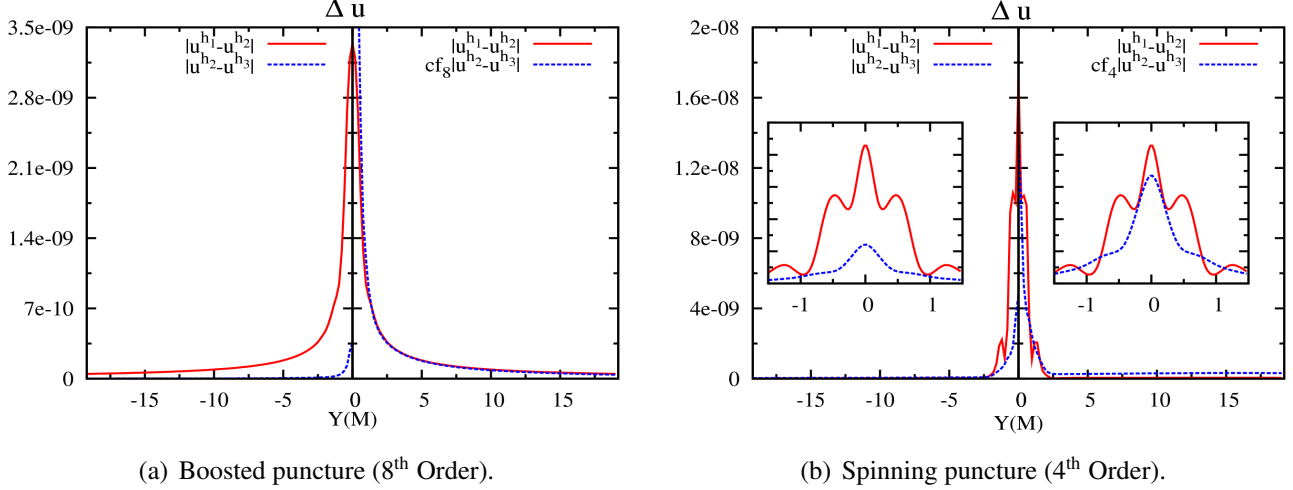 Δ u
3.5e-09
2.8e-09
2.1e-09
1.4e-09
7e-10
0
|u^h1-u^h2|
|u^h2-u^h3|
|u^h1-u^h2|
cf8|u^h2-u^h3|
-15 -10 -5 0 5 10 15
Y(M)
(a) Boosted puncture (8th Order).
Δ u
2e-08
1.6e-08
1.2e-08
8e-09
4e-09
0
|u^h1-u^h2|
|u^h2-u^h3|
|u^h1-u^h2|
cf4|u^h2-u^h3|
-1 0 1
-1 0 1
-15 -10 -5 0 5 10 15
Y(M)
(b) Spinning puncture (4th Order).